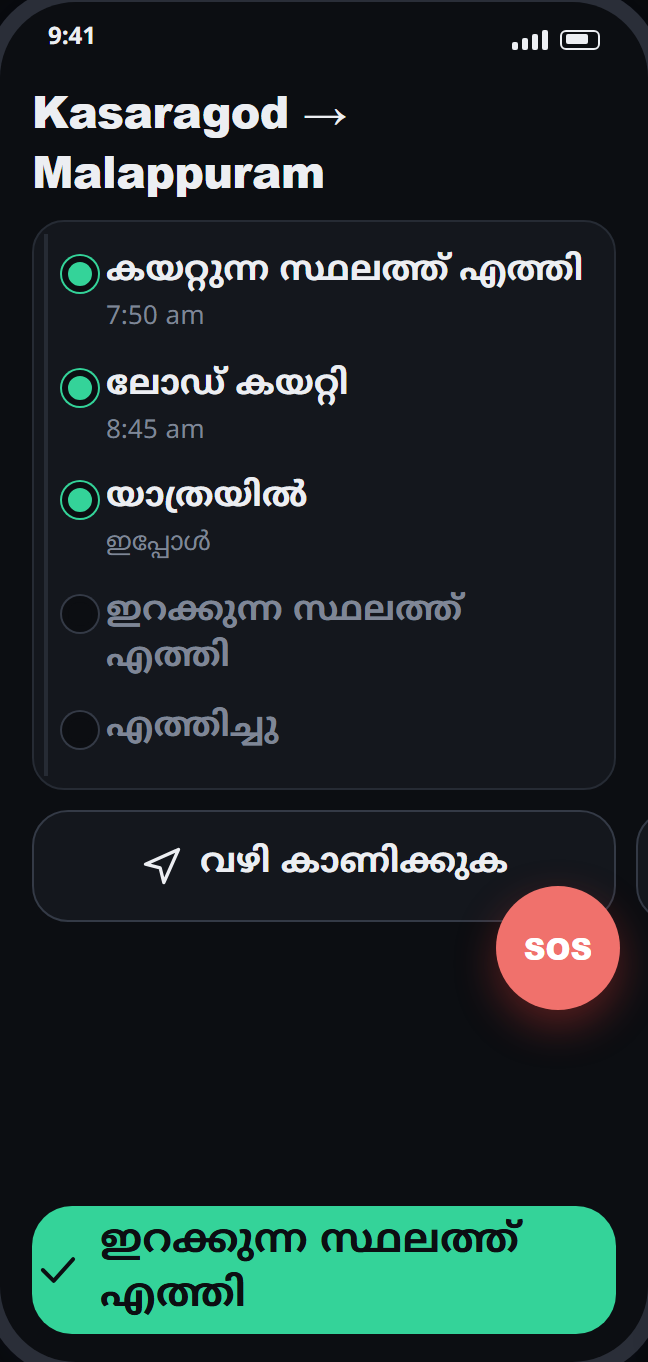 9:41
Kasaragod →
Malappuram
കയറ്റുന്ന സ്ഥലത്ത് എത്തി
7:50 am
ലോഡ് കയറ്റി
8:45 am
യാത്രയിൽ
ഇപ്പോൾ
ഇറക്കുന്ന സ്ഥലത്ത്
എത്തി
എത്തിച്ചു
വഴി കാണിക്കുക
SOS
ഇറക്കുന്ന സ്ഥലത്ത്
എത്തി